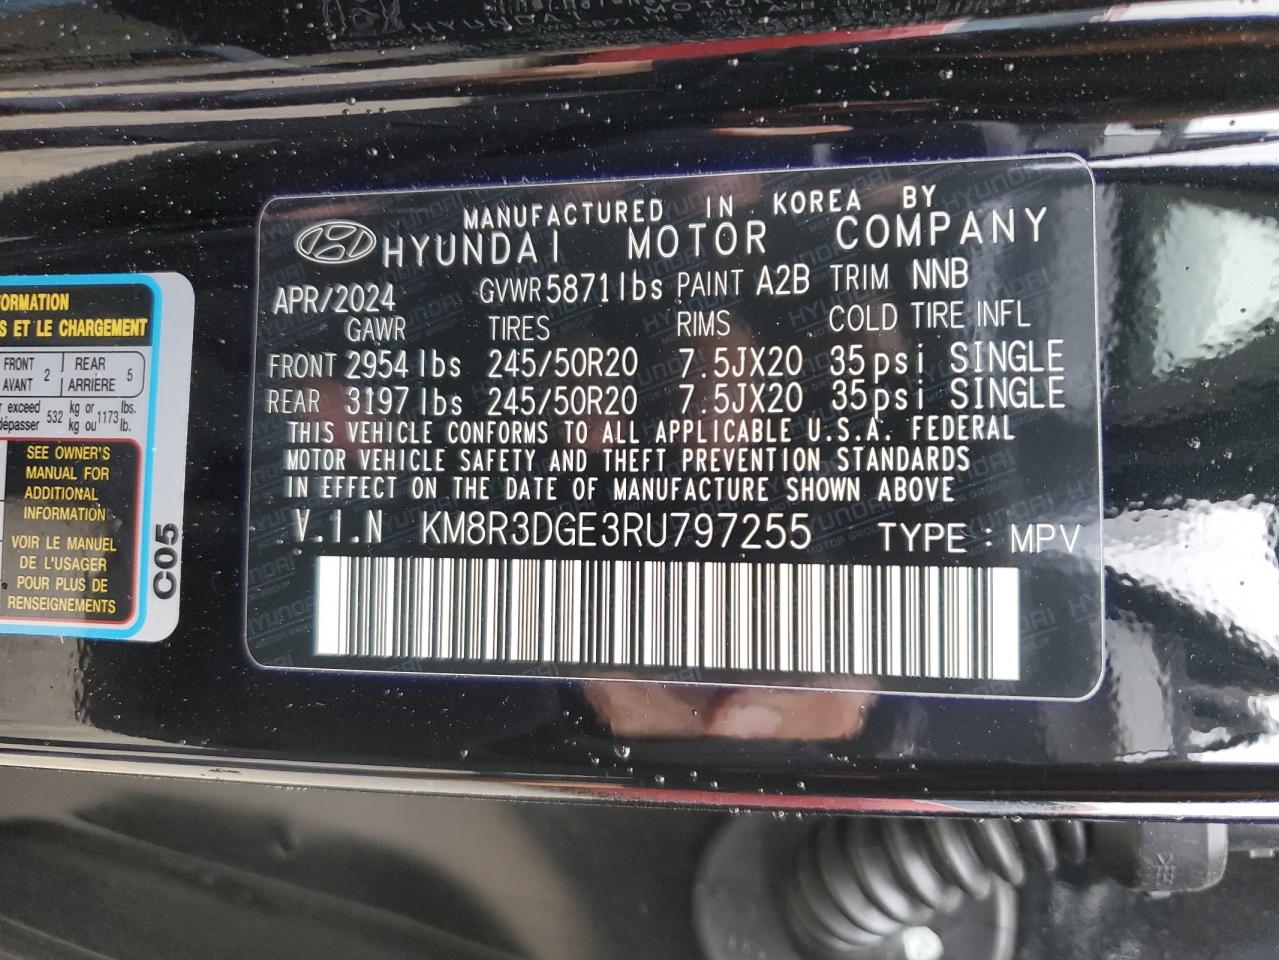 MANUFACTURED IN KOREA BY
HYUNDAI MOTOR COMPANY
APR/2024 GVWR 5871lbs PAINT A2B TRIM NNB
GAWR TIRES RIMS COLD TIRE INFL
FRONT 2954 lbs 245/50R20 7.5JX20 35psi SINGLE
REAR 3197 lbs 245/50R20 7.5JX20 35psi SINGLE
THIS VEHICLE CONFORMS TO ALL APPLICABLE U.S.A. FEDERAL
MOTOR VEHICLE SAFETY AND THEFT PREVENTION STANDARDS
IN EFFECT ON THE DATE OF MANUFACTURE SHOWN ABOVE
V.I.N KM8R3DGE3RU797255 TYPE : MPV
ET LE CHARGEMENT
FRONT 2 REAR 5
AVANT ARRIÈRE
exceed 532 kg or 1173 lbs.
kg ou lb.
SEE OWNER'S
MANUAL FOR
ADDITIONAL
INFORMATION
VOIR LE MANUEL
DE L'USAGER
POUR PLUS DE
RENSEIGNEMENTS
C05